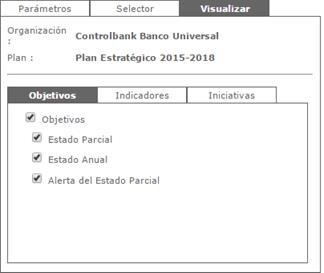 Parámetros Selector Visualizar
Organización : Controlbank Banco Universal
Plan : Plan Estratégico 2015-2018
Objetivos Indicadores Iniciativas
Objetivos
Estado Parcial
Estado Anual
Alerta del Estado Parcial